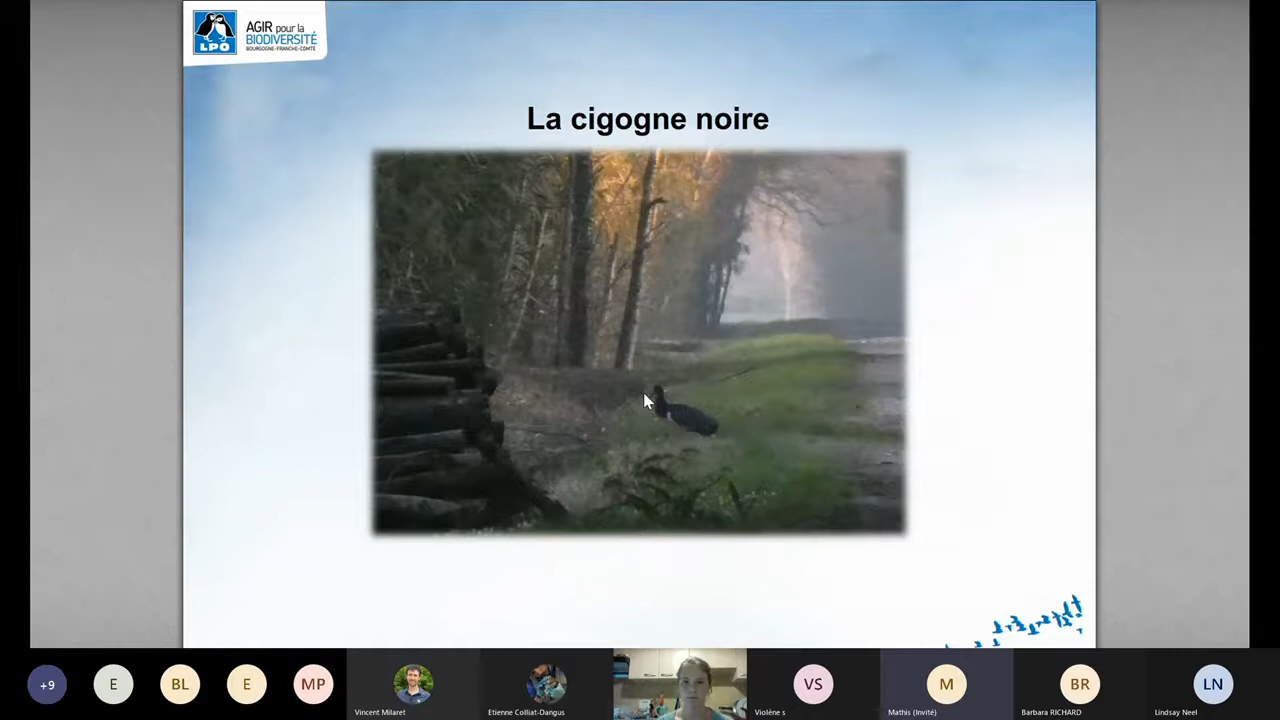 AGIR pour la
BIODIVERSITÉ
BOURGOGNE-FRANCHE-COMTÉ
LPO
La cigogne noire
+9
E
BL
E
MP
VS
M
BR
LN
Vincent Milaret
Etienne Colliat-Dangus
Violène s
Mathis (Invité)
Barbara RICHARD
Lindsay Neel